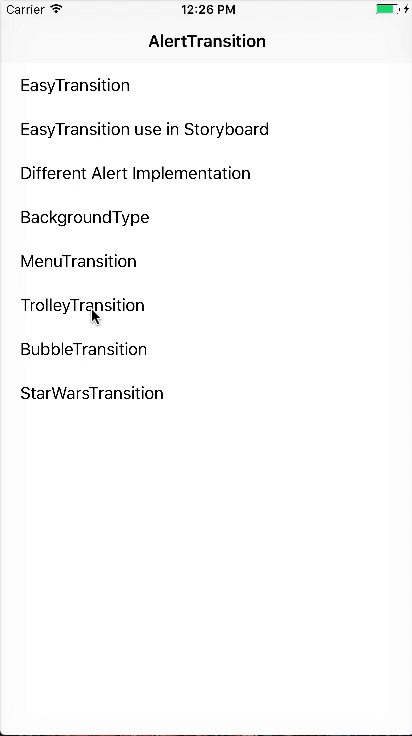 Carrier 12:26 PM
AlertTransition
EasyTransition
EasyTransition use in Storyboard
Different Alert Implementation
BackgroundType
MenuTransition
TrolleyTransition
BubbleTransition
StarWarsTransition